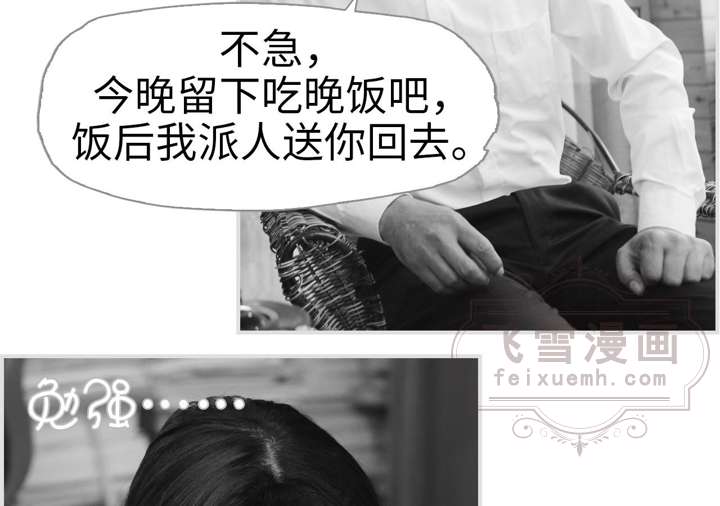 不急，
今晚留下吃晚饭吧，
饭后我派人送你回去。
飞雪漫画
feixuemh.com
勉强······